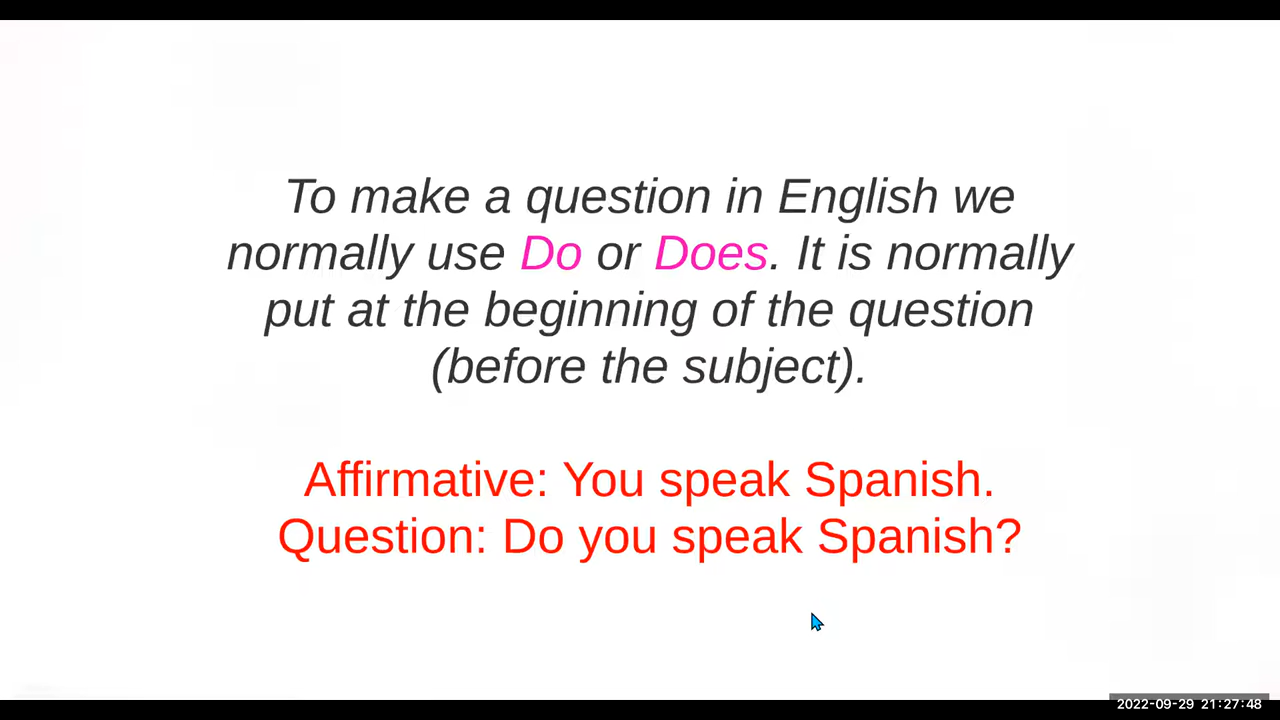 To make a question in English we
normally use Do or Does. It is normally
put at the beginning of the question
(before the subject).
Affirmative: You speak Spanish.
Question: Do you speak Spanish?
2022-09-29 21:27:48